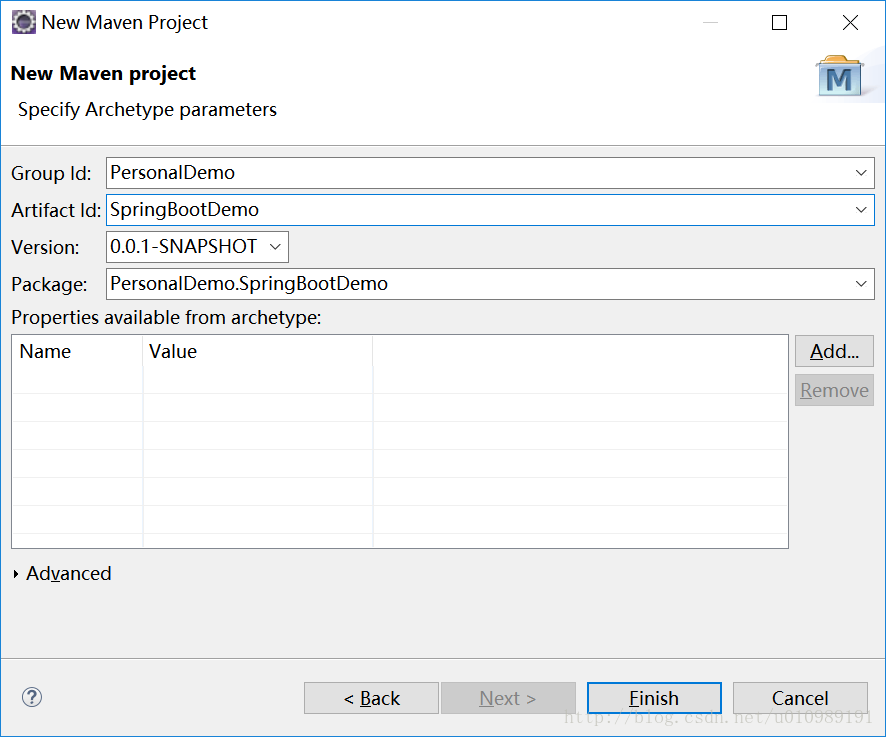 New Maven Project
New Maven project
Specify Archetype parameters
M
Group Id: PersonalDemo
Artifact Id: SpringBootDemo
Version: 0.0.1-SNAPSHOT
Package: PersonalDemo.SpringBootDemo
Properties available from archetype:
Name Value
Add...
Remove
Advanced
? < Back Next > Finish Cancel
http://blog.csdn.net/u010989191